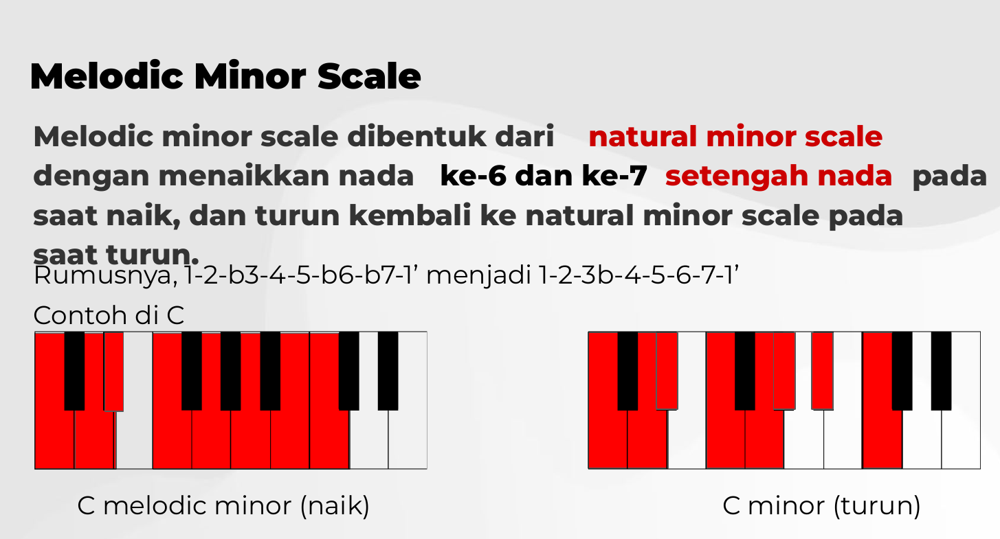 Melodic Minor Scale
Melodic minor scale dibentuk dari natural minor scale
dengan menaikkan nada ke-6 dan ke-7 setengah nada pada
saat naik, dan turun kembali ke natural minor scale pada
saat turun.
Rumusnya, 1-2-b3-4-5-b6-b7-1’ menjadi 1-2-3b-4-5-6-7-1’
Contoh di C
C melodic minor (naik)
C minor (turun)